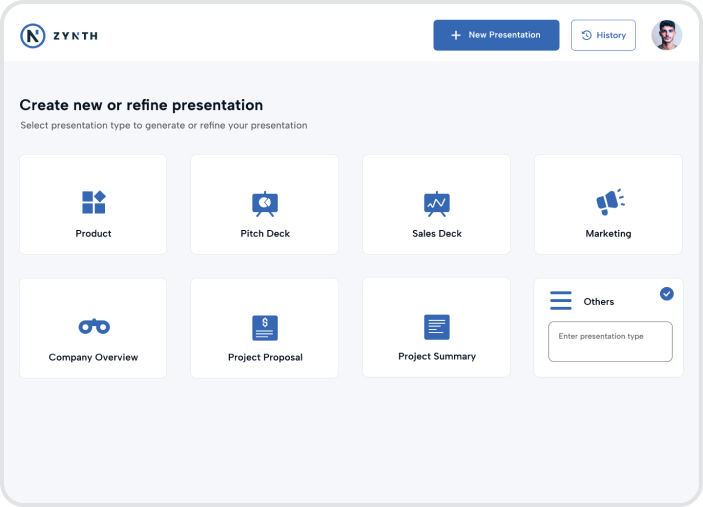 ZYNTH
New Presentation
History
Create new or refine presentation
Select presentation type to generate or refine your presentation
Product
Pitch Deck
Sales Deck
Marketing
Company Overview
Project Proposal
Project Summary
Others
Enter presentation type